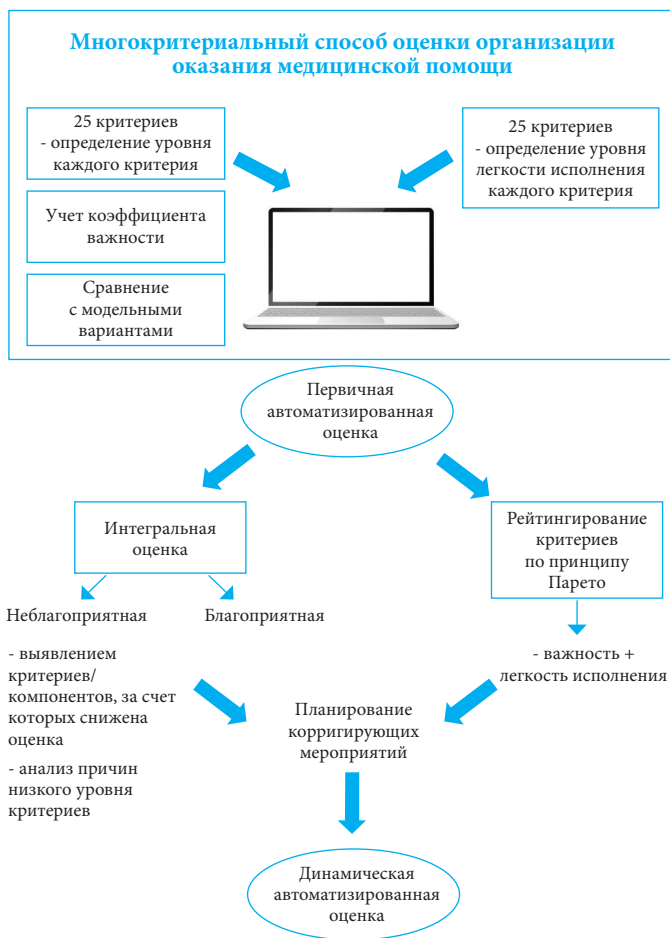 Многокритериальный способ оценки организации
оказания медицинской помощи
25 критериев
- определение уровня
каждого критерия
25 критериев
- определение уровня
легкости исполнения
каждого критерия
Учет коэффициента
важности
Сравнение
с модельными
вариантами
Первичная
автоматизированная
оценка
Интегральная
оценка
Рейтингирование
критериев
по принципу
Парето
Неблагоприятная
Благоприятная
- выявлением
критериев/
компонентов, за счет
которых снижена
оценка
- анализ причин
низкого уровня
критериев
- важность +
легкость исполнения
Планирование
корригирующих
мероприятий
Динамическая
автоматизированная
оценка